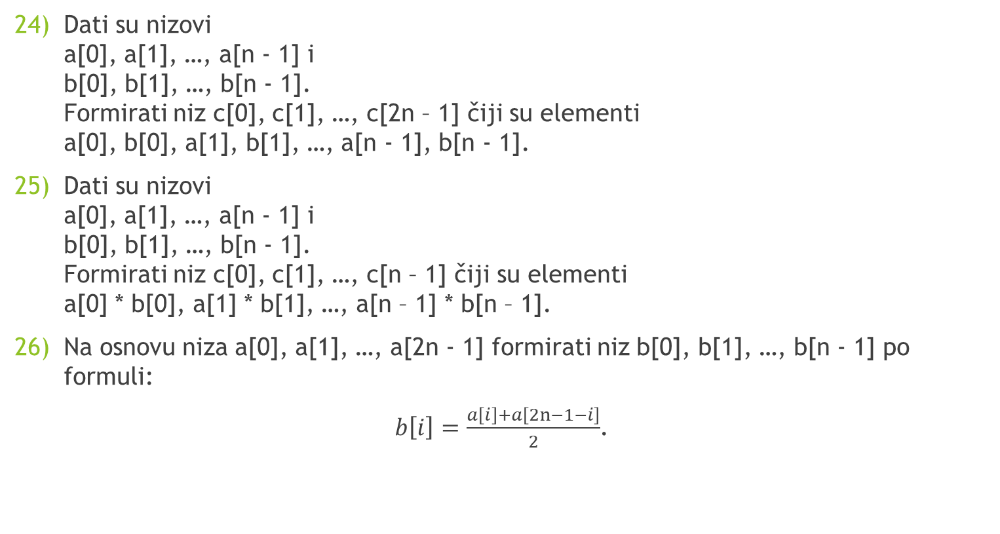 24) Dati su nizovi
a[0], a[1], …, a[n - 1] i
b[0], b[1], …, b[n - 1].
Formirati niz c[0], c[1], …, c[2n – 1] čiji su elementi
a[0], b[0], a[1], b[1], …, a[n - 1], b[n - 1].
25) Dati su nizovi
a[0], a[1], …, a[n - 1] i
b[0], b[1], …, b[n - 1].
Formirati niz c[0], c[1], …, c[n – 1] čiji su elementi
a[0] * b[0], a[1] * b[1], …, a[n – 1] * b[n – 1].
26) Na osnovu niza a[0], a[1], …, a[2n - 1] formirati niz b[0], b[1], …, b[n - 1] po
formuli:
b[i] = \frac{a[i]+a[2n−1−i]}{2}.